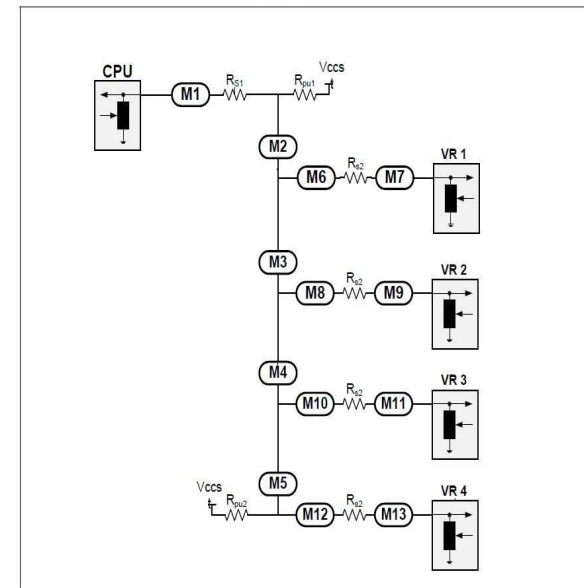 Vccs
CPU
M1
RS1
Rpu1
M2
VR 1
M6
Rs2
M7
M3
VR 2
M8
Rs2
M9
M4
VR 3
M10
Rs2
M11
M5
Vccs
Rpu2
VR 4
M12
Rs2
M13